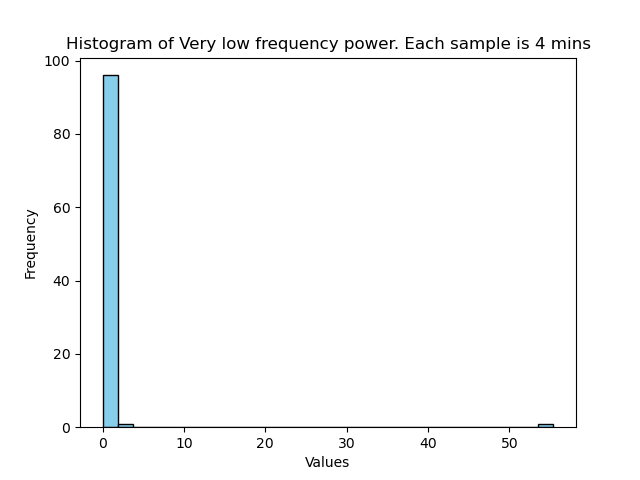 Histogram of Very low frequency power. Each sample is 4 mins
100
80
60
40
20
0
Frequency
0 10 20 30 40 50
Values